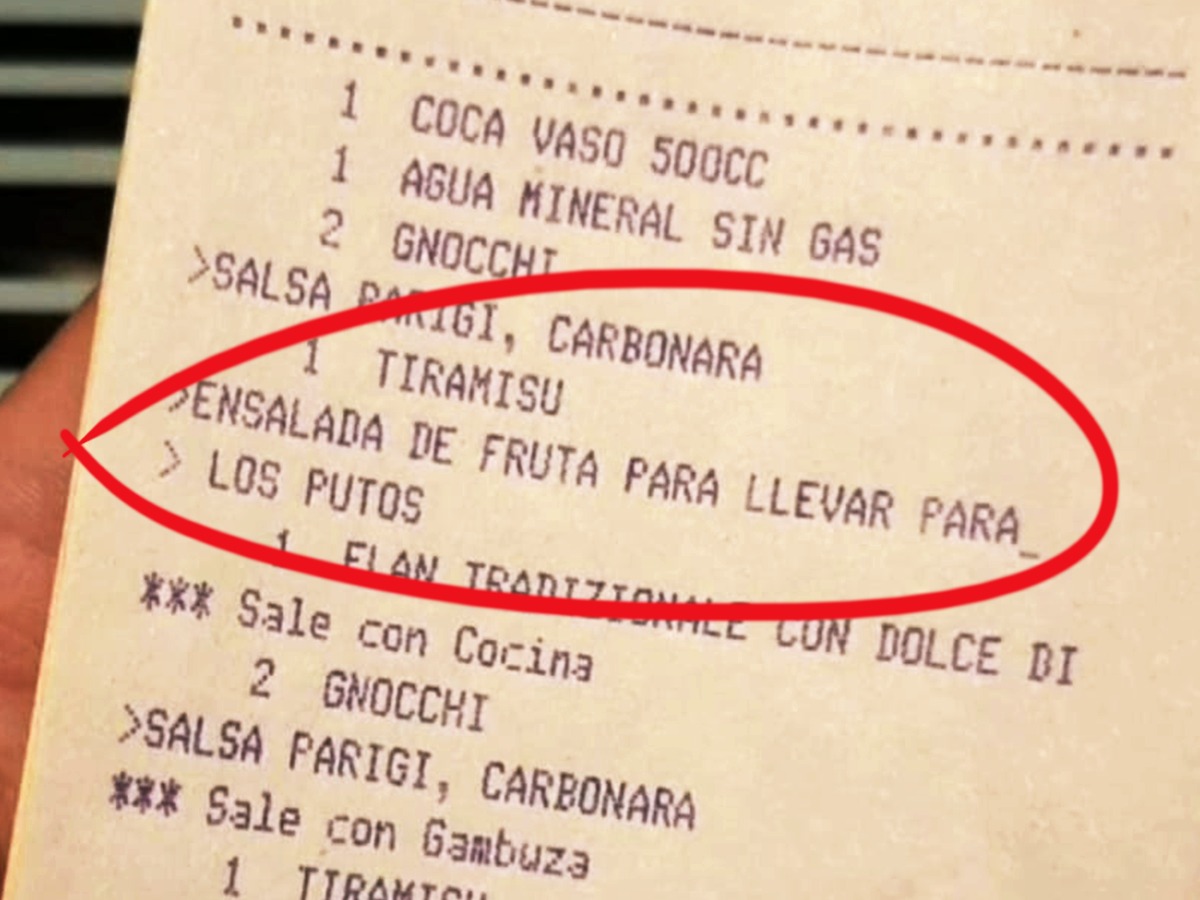 1 COCA VASO 500CC
1 AGUA MINERAL SIN GAS
2 GNOCCHI
>SALSA PARIGI, CARBONARA
1 TIRAMISU
>ENSALADA DE FRUTA PARA LLEVAR PARA_
> LOS PUTOS
1 FLAN TRADIZIONALE CON DOLCE DI
*** Sale con Cocina
2 GNOCCHI
>SALSA PARIGI, CARBONARA
*** Sale con Gambuza
1 TIRAMISU